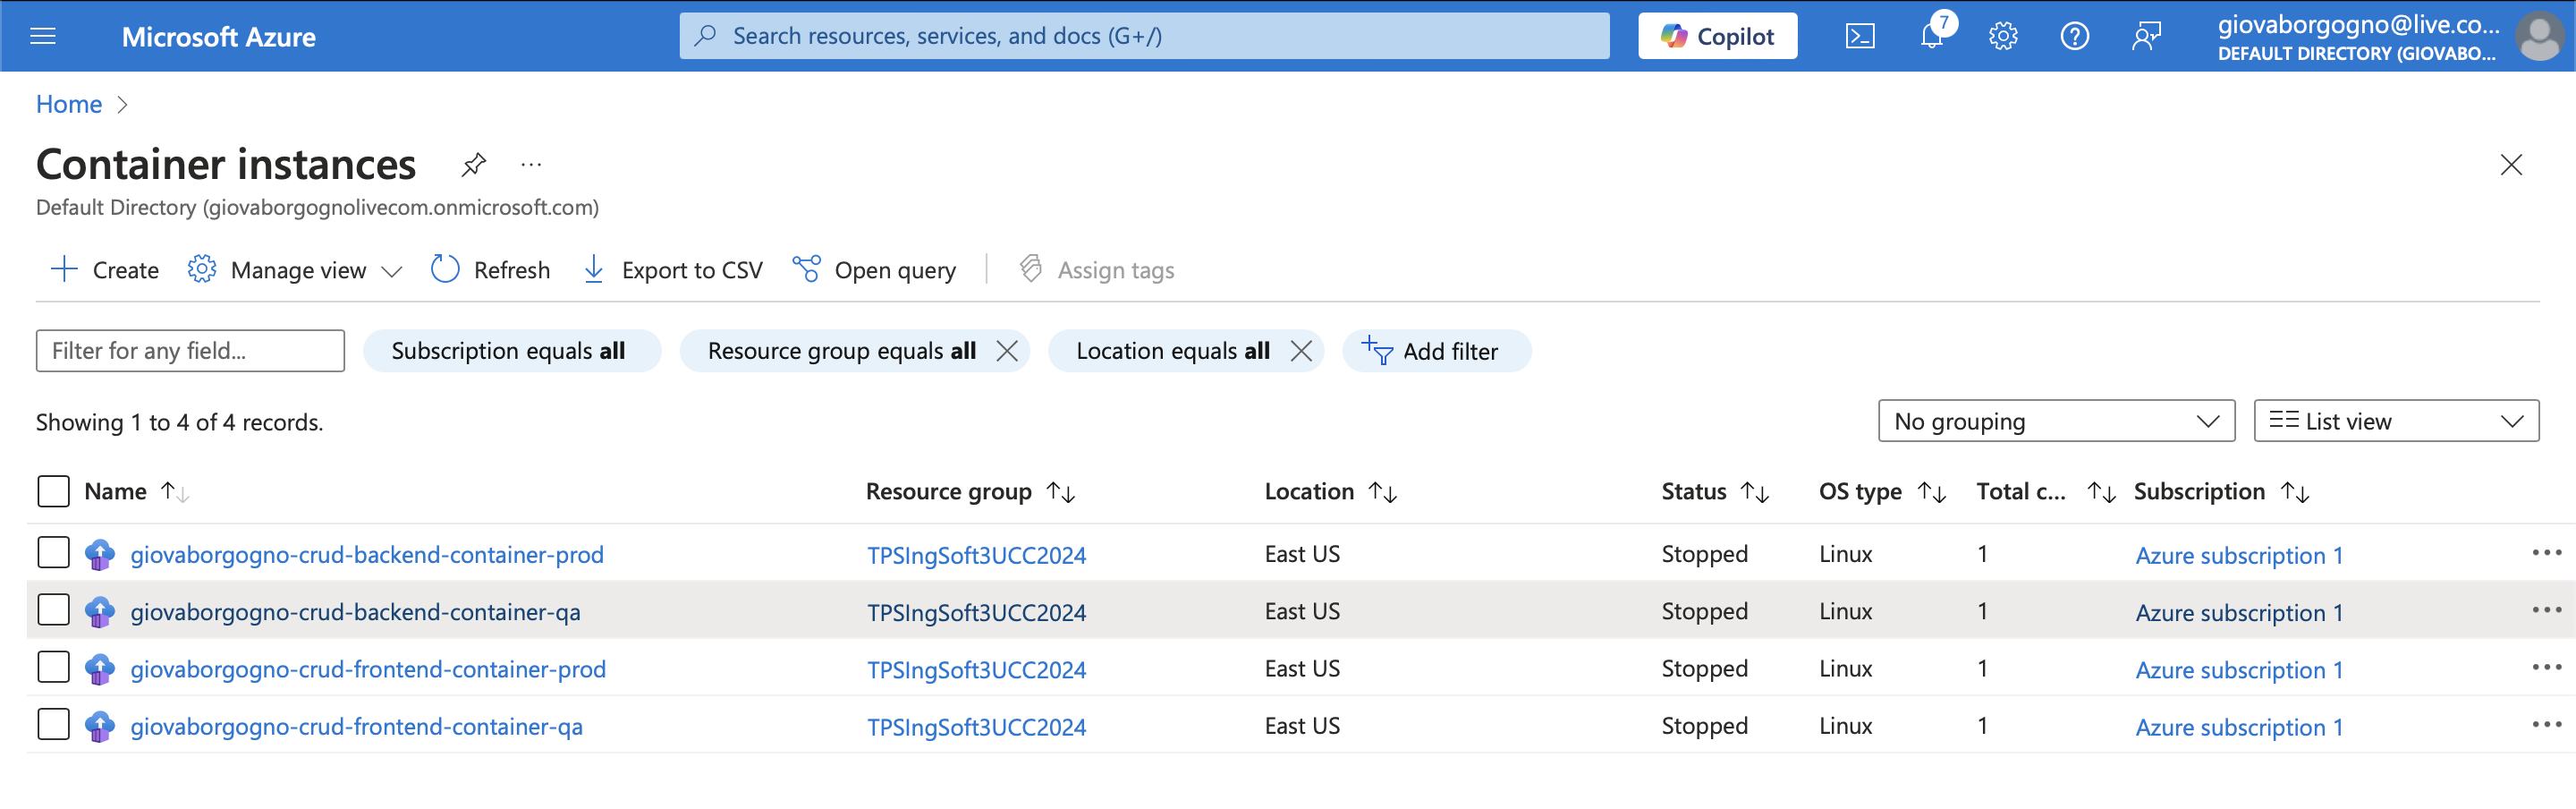 Microsoft Azure
Search resources, services, and docs (G+/)
Copilot
7
giovaborgogno@live.co...
DEFAULT DIRECTORY (GIOVABO...
Home
Container instances
...
Default Directory (giovaborgognolivecom.onmicrosoft.com)
Create Manage view Refresh Export to CSV Open query Assign tags
Filter for any field... Subscription equals all Resource group equals all Location equals all Add filter
Showing 1 to 4 of 4 records. No grouping List view
Name Resource group Location Status OS type Total c... Subscription
giovaborgogno-crud-backend-container-prod TPSIngSoft3UCC2024 East US Stopped Linux 1 Azure subscription 1 ...
giovaborgogno-crud-backend-container-qa TPSIngSoft3UCC2024 East US Stopped Linux 1 Azure subscription 1 ...
giovaborgogno-crud-frontend-container-prod TPSIngSoft3UCC2024 East US Stopped Linux 1 Azure subscription 1 ...
giovaborgogno-crud-frontend-container-qa TPSIngSoft3UCC2024 East US Stopped Linux 1 Azure subscription 1 ...